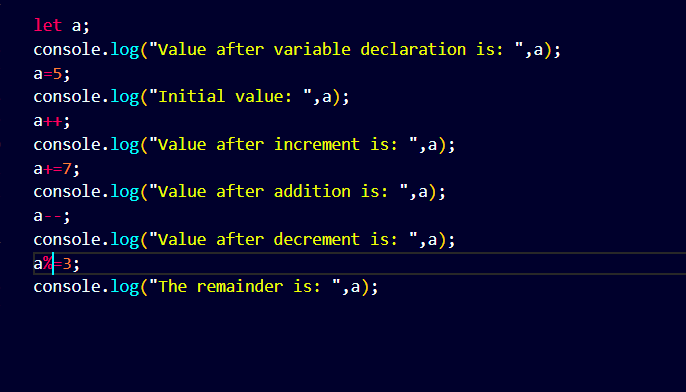 let a;
console.log("Value after variable declaration is: ",a);
a=5;
console.log("Initial value: ",a);
a++;
console.log("Value after increment is: ",a);
a+=7;
console.log("Value after addition is: ",a);
a--;
console.log("Value after decrement is: ",a);
a%=3;
console.log("The remainder is: ",a);